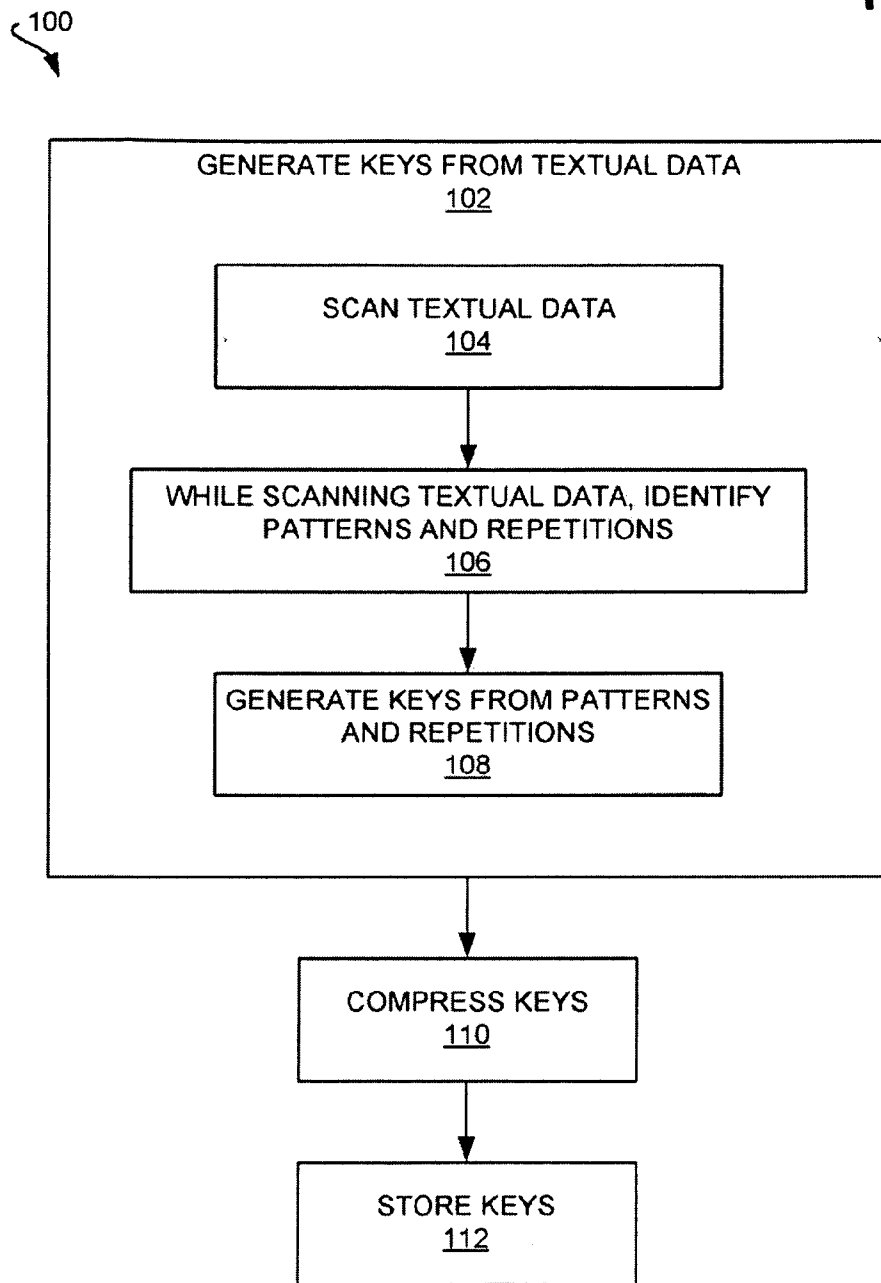 100
GENERATE KEYS FROM TEXTUAL DATA
102
SCAN TEXTUAL DATA
104
WHILE SCANNING TEXTUAL DATA, IDENTIFY
PATTERNS AND REPETITIONS
106
GENERATE KEYS FROM PATTERNS
AND REPETITIONS
108
COMPRESS KEYS
110
STORE KEYS
112